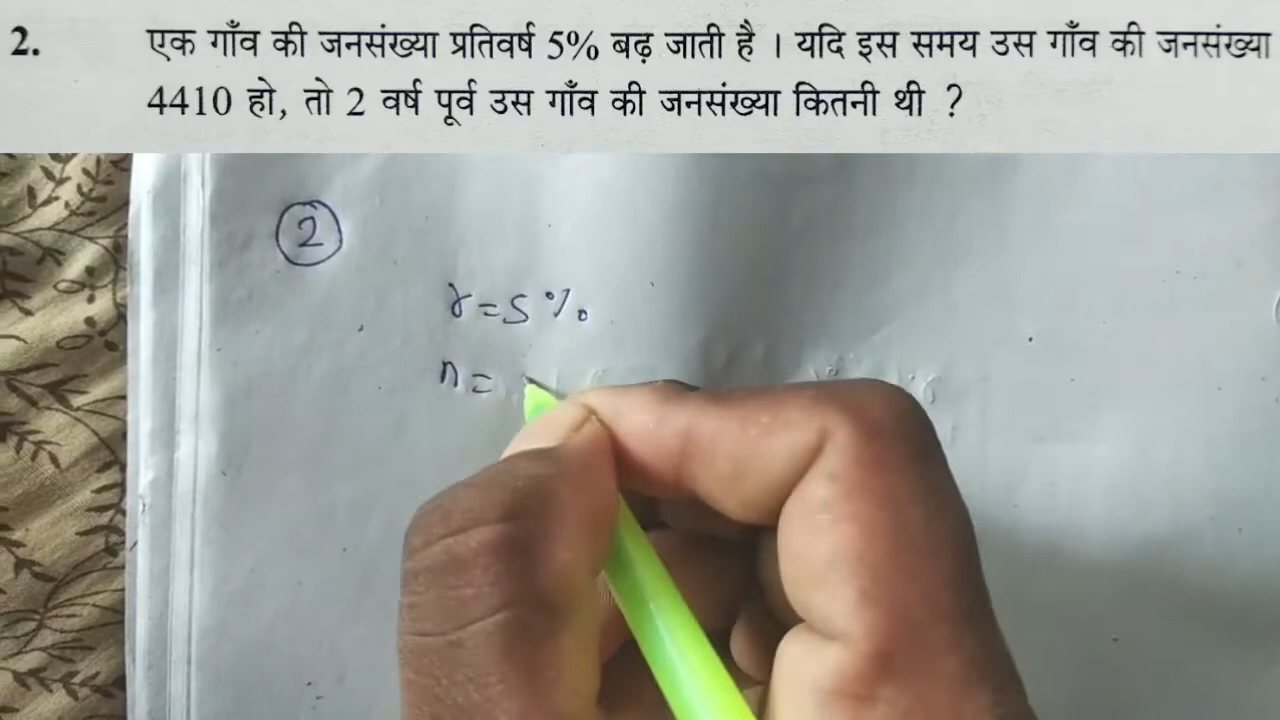 2. एक गाँव की जनसंख्या प्रतिवर्ष 5% बढ़ जाती है । यदि इस समय उस गाँव की जनसंख्या
4410 हो, तो 2 वर्ष पूर्व उस गाँव की जनसंख्या कितनी थी ?
2
r=5%
n=